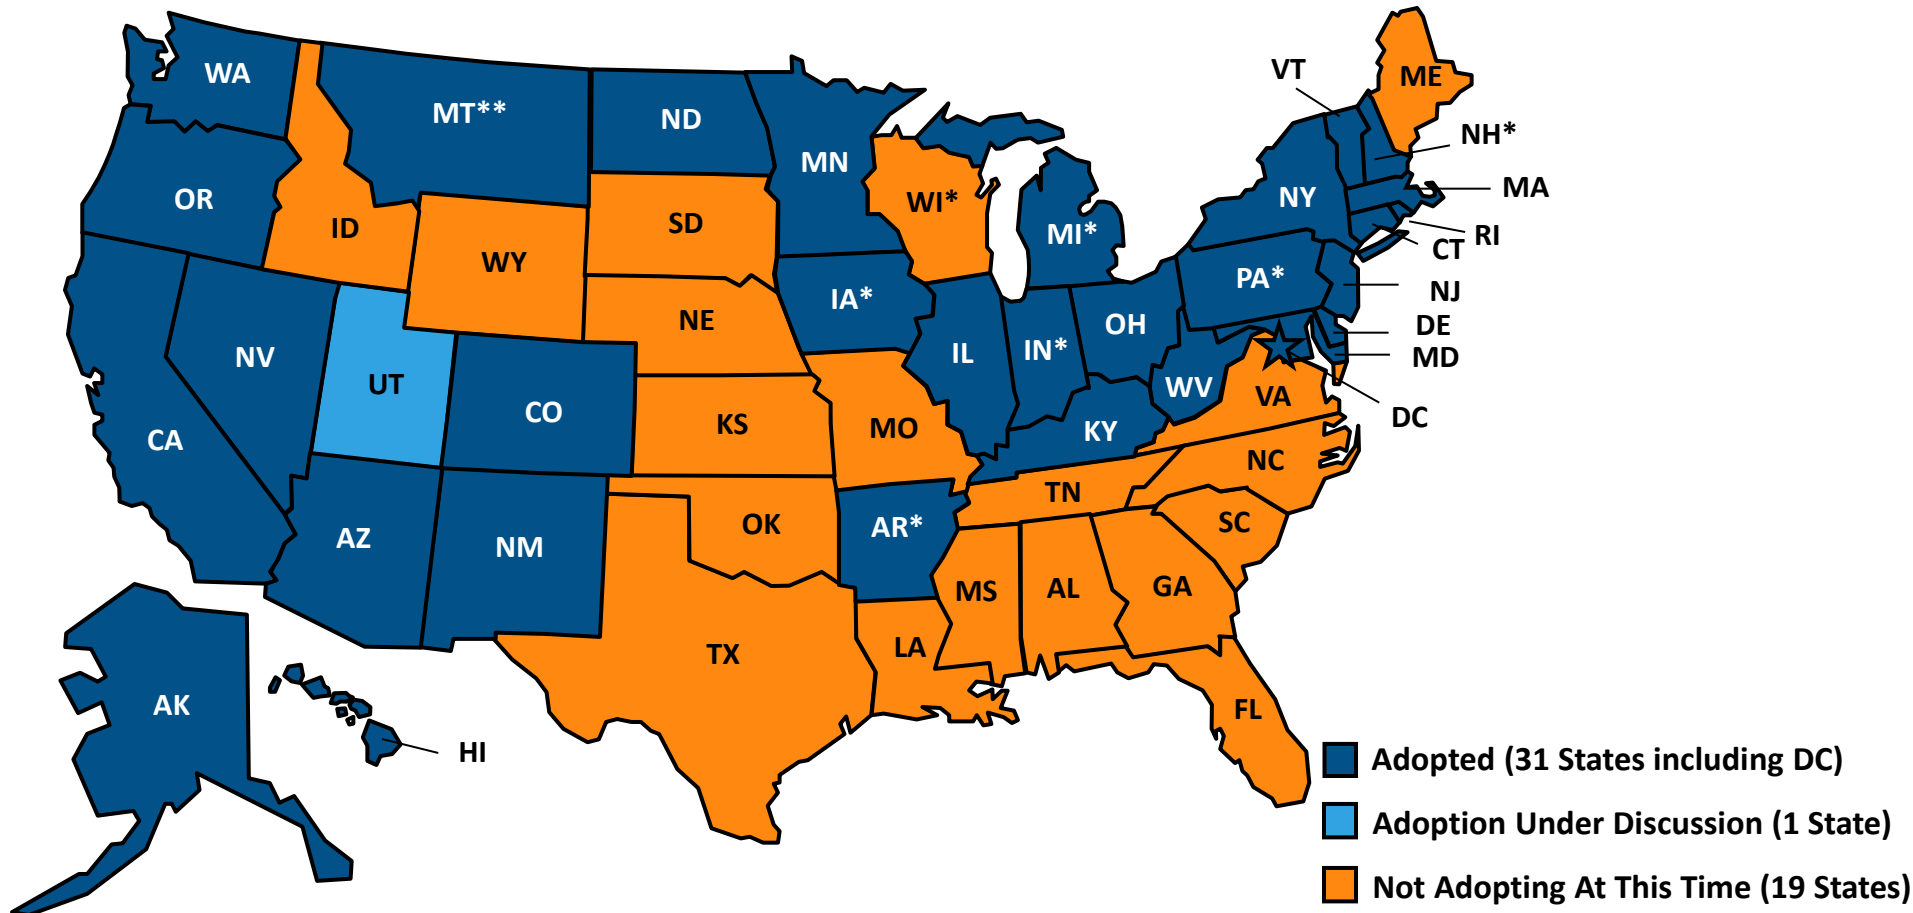 WA
MT**
ND
MN
VT
ME
NH*
MA
OR
ID
WY
SD
WI*
MI*
NY
RI
CT
NJ
PA*
IA*
NE
OH
DE
MD
NV
UT
CO
IL
IN*
WV
VA
DC
CA
KS
MO
KY
NC
TN
AZ
NM
OK
AR*
SC
MS
AL
GA
TX
LA
FL
AK
HI
Adopted (31 States including DC)
Adoption Under Discussion (1 State)
Not Adopting At This Time (19 States)